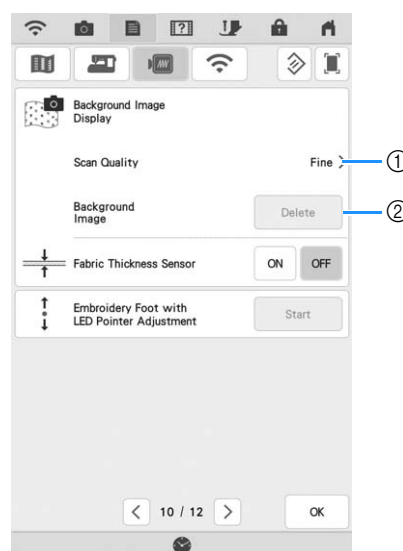 Background Image
Display
Scan Quality
Fine
①
Background
Image
Delete
②
Fabric Thickness Sensor
ON
OFF
Embroidery Foot with
LED Pointer Adjustment
Start
10 / 12
OK